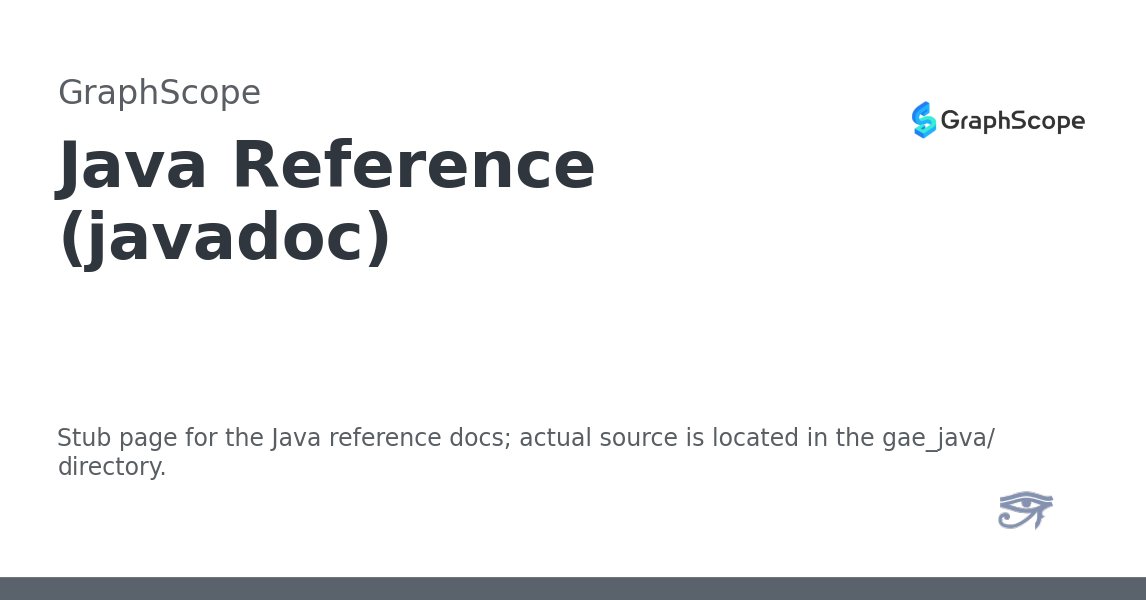 GraphScope
GraphScope
Java Reference
(javadoc)
Stub page for the Java reference docs; actual source is located in the gae_java/
directory.